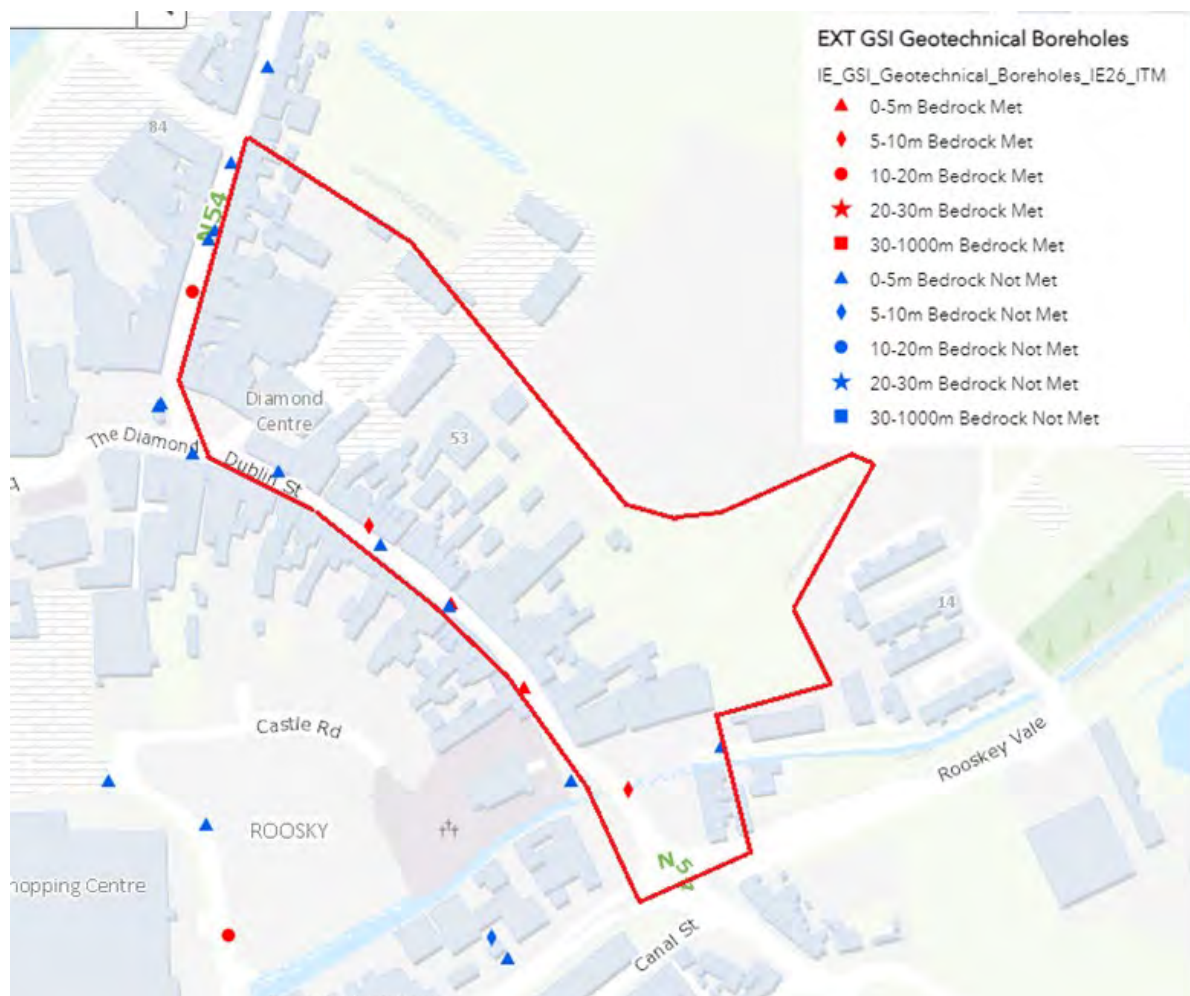 EXT GSI Geotechnical Boreholes
IE_GSI_Geotechnical_Boreholes_IE26_ITM
0-5m Bedrock Met
5-10m Bedrock Met
10-20m Bedrock Met
20-30m Bedrock Met
30-1000m Bedrock Met
0-5m Bedrock Not Met
5-10m Bedrock Not Met
10-20m Bedrock Not Met
20-30m Bedrock Not Met
30-1000m Bedrock Not Met
84
N54
Diamond
Centre
53
The Diamond
Dublin St
14
Castle Rd
Rooskey Vale
ROOSKY
hopping Centre
N54
Canal St